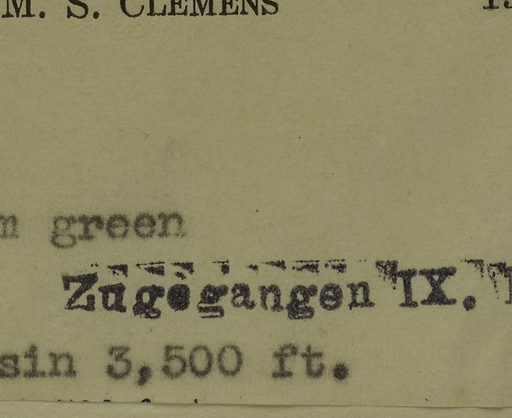 M. S. CLEMENS
m green
Zugegangen IX.
sin 3,500 ft.